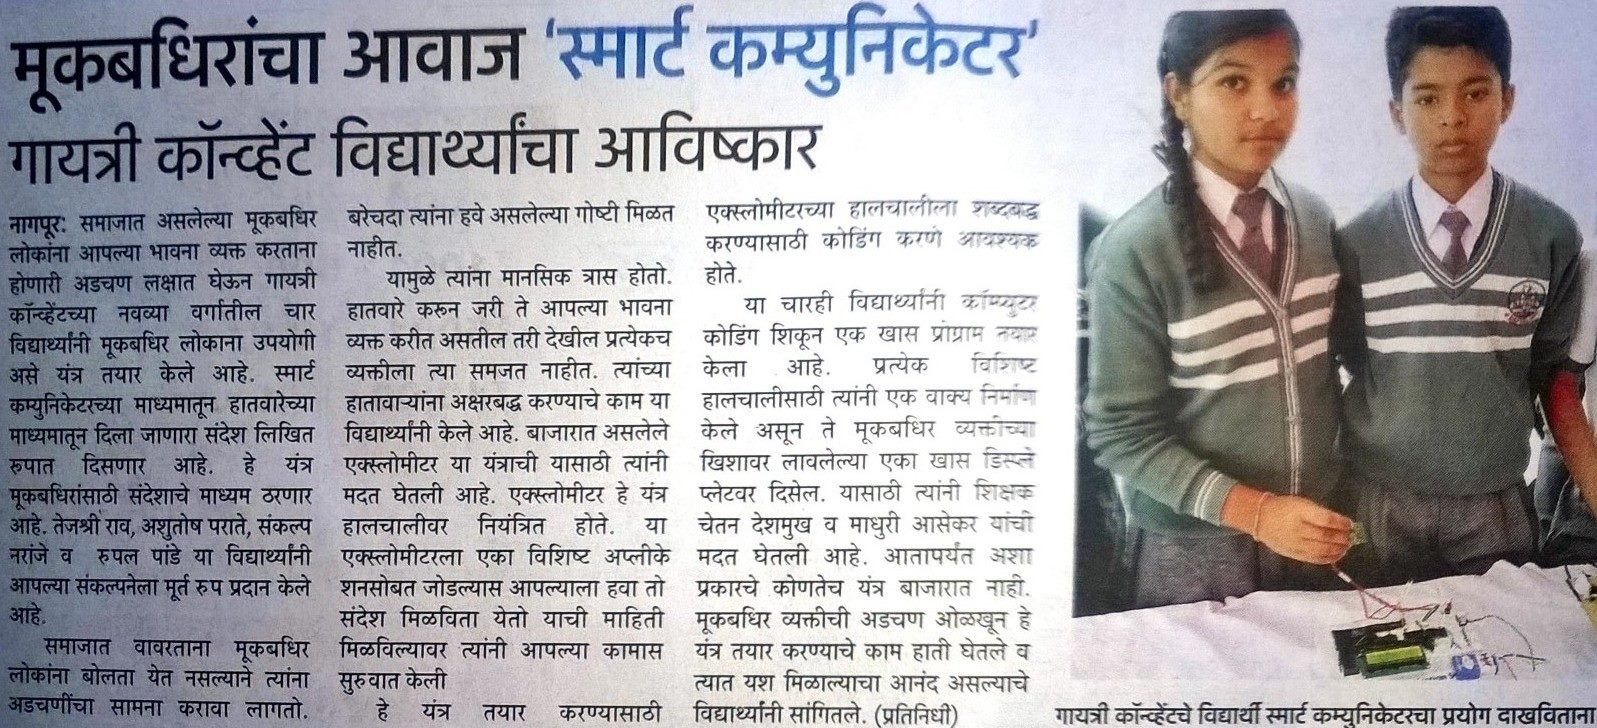 मूकबधिरांचा आवाज ‘स्मार्ट कम्युनिकेटर’
गायत्री कॉन्व्हेंट विद्यार्थ्यांचा आविष्कार
नागपूर: समाजात असलेल्या मूकबधिर
लोकांना आपल्या भावना व्यक्त करताना
होणारी अडचण लक्षात घेऊन गायत्री
कॉन्व्हेंटच्या नवव्या वर्गातील चार
विद्यार्थ्यांनी मूकबधिर लोकाना उपयोगी
असे यंत्र तयार केले आहे. स्मार्ट
कम्युनिकेटरच्या माध्यमातून हातवारेच्या
माध्यमातून दिला जाणारा संदेश लिखित
रुपात दिसणार आहे. हे यंत्र
मूकबधिरांसाठी संदेशाचे माध्यम ठरणार
आहे. तेजश्री राव, अशुतोष पराते, संकल्प
नरांजे व रुपल पांडे या विद्यार्थ्यांनी
आपल्या संकल्पनेला मूर्त रुप प्रदान केले
आहे.
समाजात वावरताना मूकबधिर
लोकांना बोलता येत नसल्याने त्यांना
अडचणींचा सामना करावा लागतो.
बरेचदा त्यांना हवे असलेल्या गोष्टी मिळत
नाहीत.
यामुळे त्यांना मानसिक त्रास होतो.
हातवारे करून जरी ते आपल्या भावना
व्यक्त करीत असतील तरी देखील प्रत्येकच
व्यक्तीला त्या समजत नाहीत. त्यांच्या
हातावाऱ्यांना अक्षरबद्ध करण्याचे काम या
विद्यार्थ्यांनी केले आहे. बाजारात असलेले
एक्स्लोमीटर या यंत्राची यासाठी त्यांनी
मदत घेतली आहे. एक्स्लोमीटर हे यंत्र
हालचालीवर नियंत्रित होते. या
एक्स्लोमीटरला एका विशिष्ट अप्लीके
शनसोबत जोडल्यास आपल्याला हवा तो
संदेश मिळविता येतो याची माहिती
मिळविल्यावर त्यांनी आपल्या कामास
सुरुवात केली
हे यंत्र तयार करण्यासाठी
एक्स्लोमीटरच्या हालचालीला शब्दबद्ध
करण्यासाठी कोडिंग करणे आवश्यक
होते.
या चारही विद्यार्थ्यांनी कॉम्प्युटर
कोडिंग शिकून एक खास प्रोग्राम तयार
केला आहे. प्रत्येक विशिष्ट
हालचालीसाठी त्यांनी एक वाक्य निर्माण
केले असून ते मूकबधिर व्यक्तीच्या
खिशावर लावलेल्या एका खास डिस्प्ले
प्लेटवर दिसेल. यासाठी त्यांनी शिक्षक
चेतन देशमुख व माधुरी आसेकर यांची
मदत घेतली आहे. आतापर्यंत अशा
प्रकारचे कोणतेच यंत्र बाजारात नाही.
मूकबधिर व्यक्तीची अडचण ओळखून हे
यंत्र तयार करण्याचे काम हाती घेतले व
त्यात यश मिळाल्याचा आनंद असल्याचे
विद्यार्थ्यांनी सांगितले. (प्रतिनिधी)
गायत्री कॉन्व्हेंटचे विद्यार्थी स्मार्ट कम्युनिकेटरचा प्रयोग दाखविताना